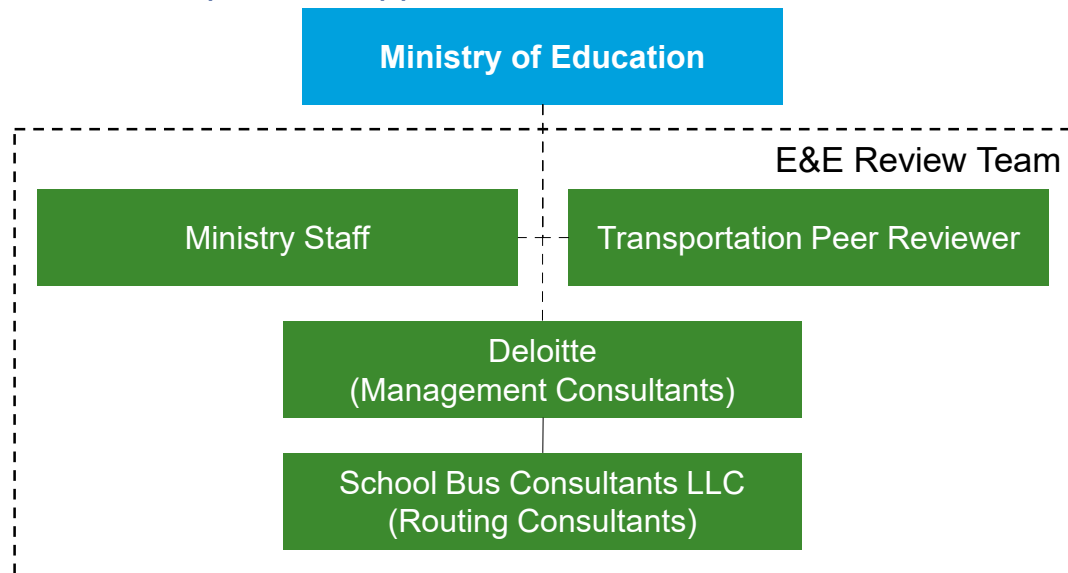 Ministry of Education
E&E Review Team
Ministry Staff
Transportation Peer Reviewer
Deloitte
(Management Consultants)
School Bus Consultants LLC
(Routing Consultants)